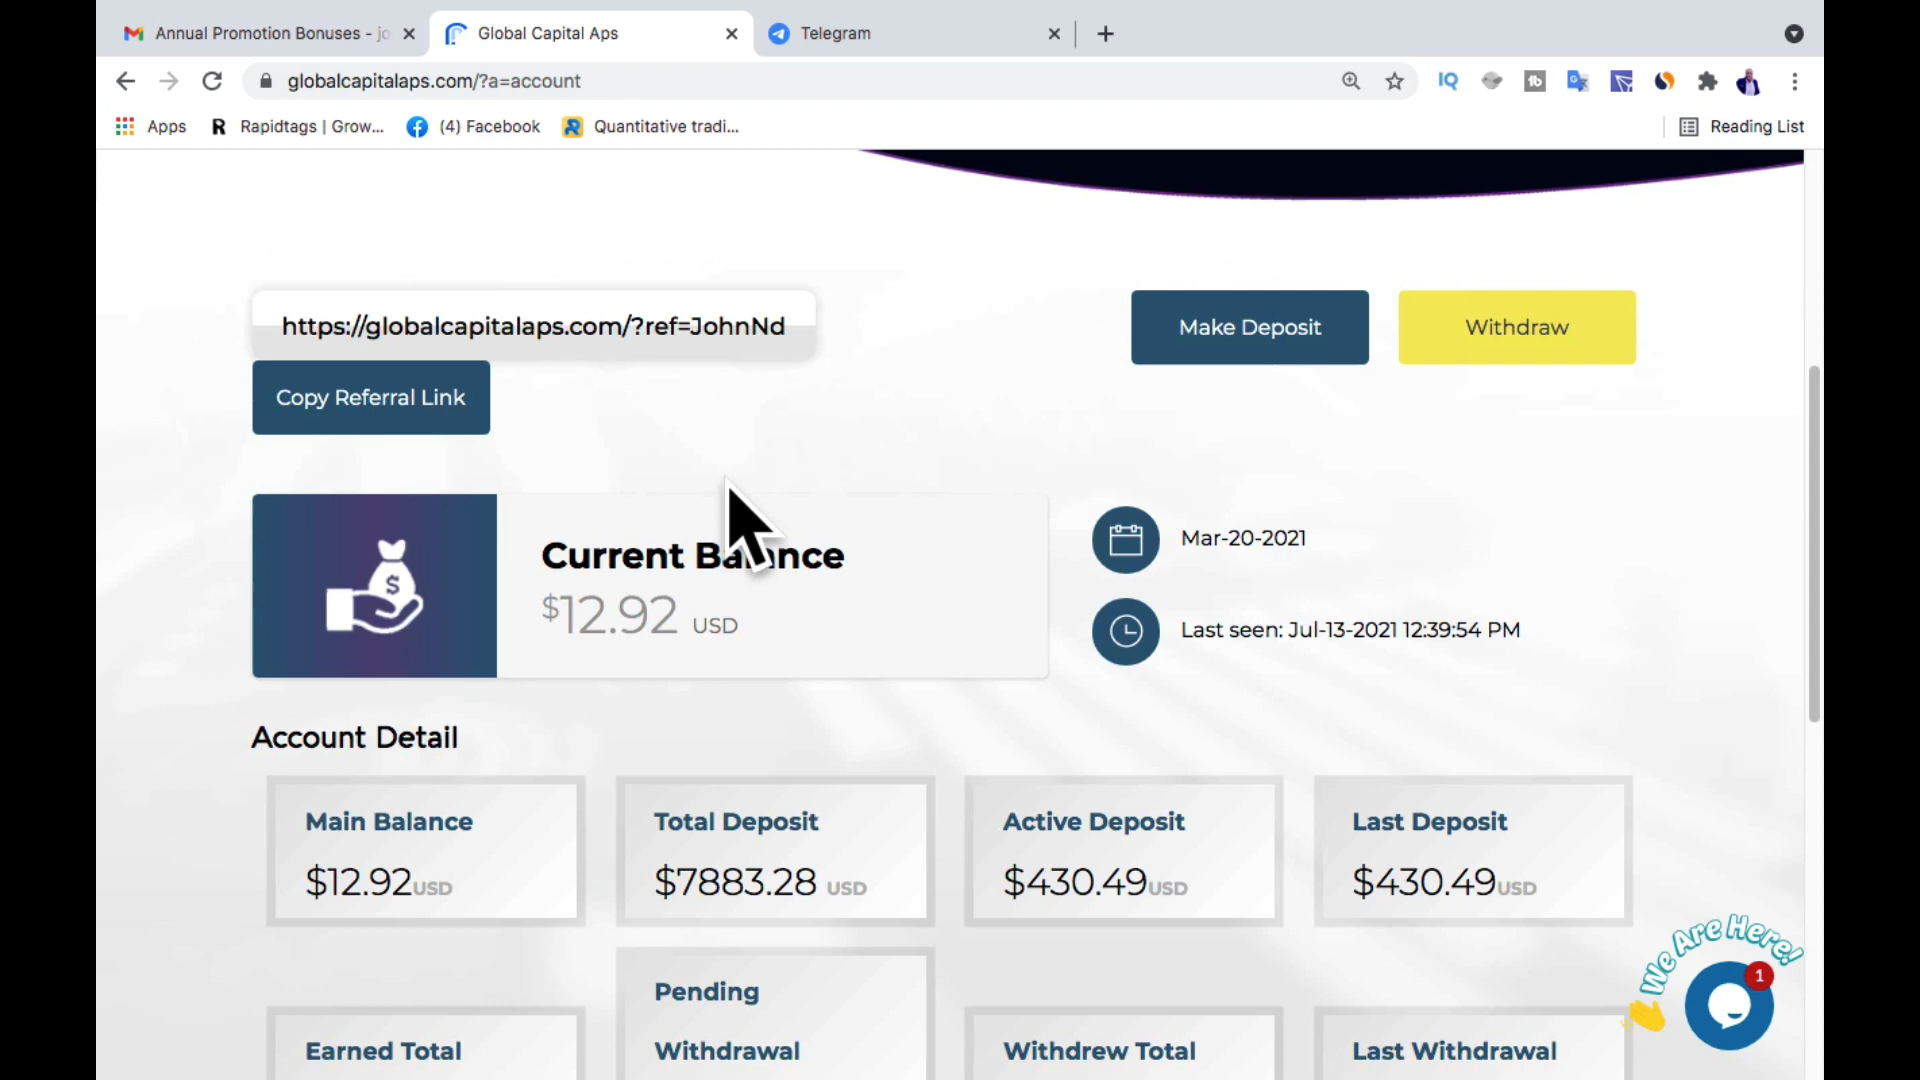 Annual Promotion Bonuses - jo
Global Capital Aps
Telegram
globalcapitalaps.com/?a=account
IQ
tb
Apps
R Rapidtags | Grow...
(4) Facebook
Quantitative tradi...
Reading List
https://globalcapitalaps.com/?ref=JohnNd
Make Deposit
Withdraw
Copy Referral Link
Current Balance
$12.92 USD
Mar-20-2021
Last seen: Jul-13-2021 12:39:54 PM
Account Detail
Main Balance
$12.92USD
Total Deposit
$7883.28 USD
Active Deposit
$430.49USD
Last Deposit
$430.49USD
We Are Here!
1
Earned Total
Pending
Withdrawal
Withdrew Total
Last Withdrawal